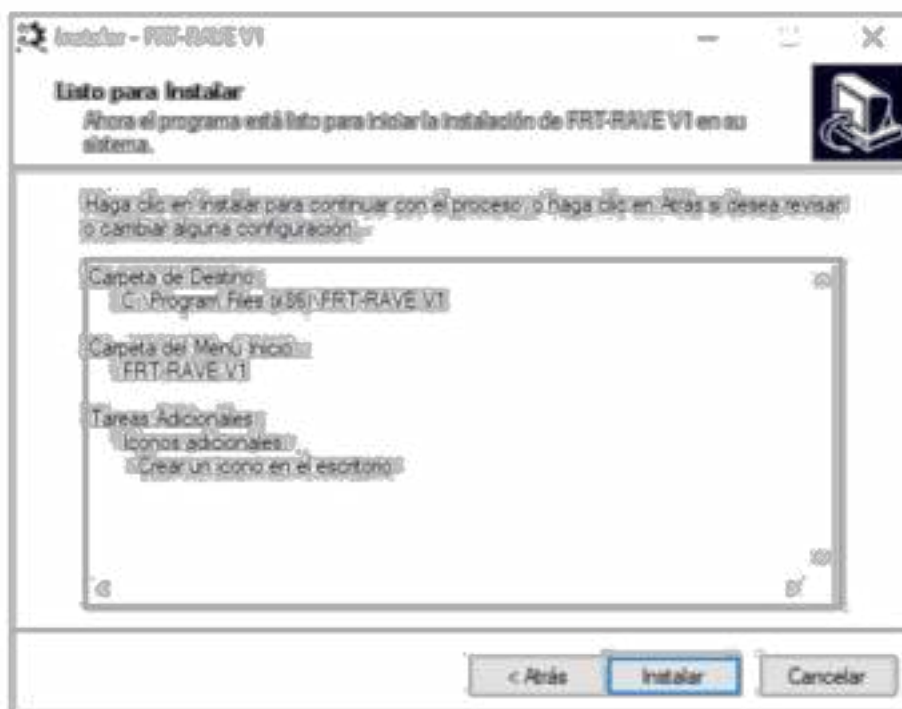 Instalar - FRT-RAVE V1
Listo para Instalar
Ahora el programa está listo para iniciar la instalación de FRT-RAVE V1 en su
sistema.
Haga clic en Instalar para continuar con el proceso, o haga clic en Atrás si desea revisar
o cambiar alguna configuración.
Carpeta de Destino:
C:\Program Files (x86)\FRT-RAVE V1
Carpeta del Menú Inicio:
FRT-RAVE V1
Tareas Adicionales:
Iconos adicionales:
Crear un icono en el escritorio
< Atrás
Instalar
Cancelar